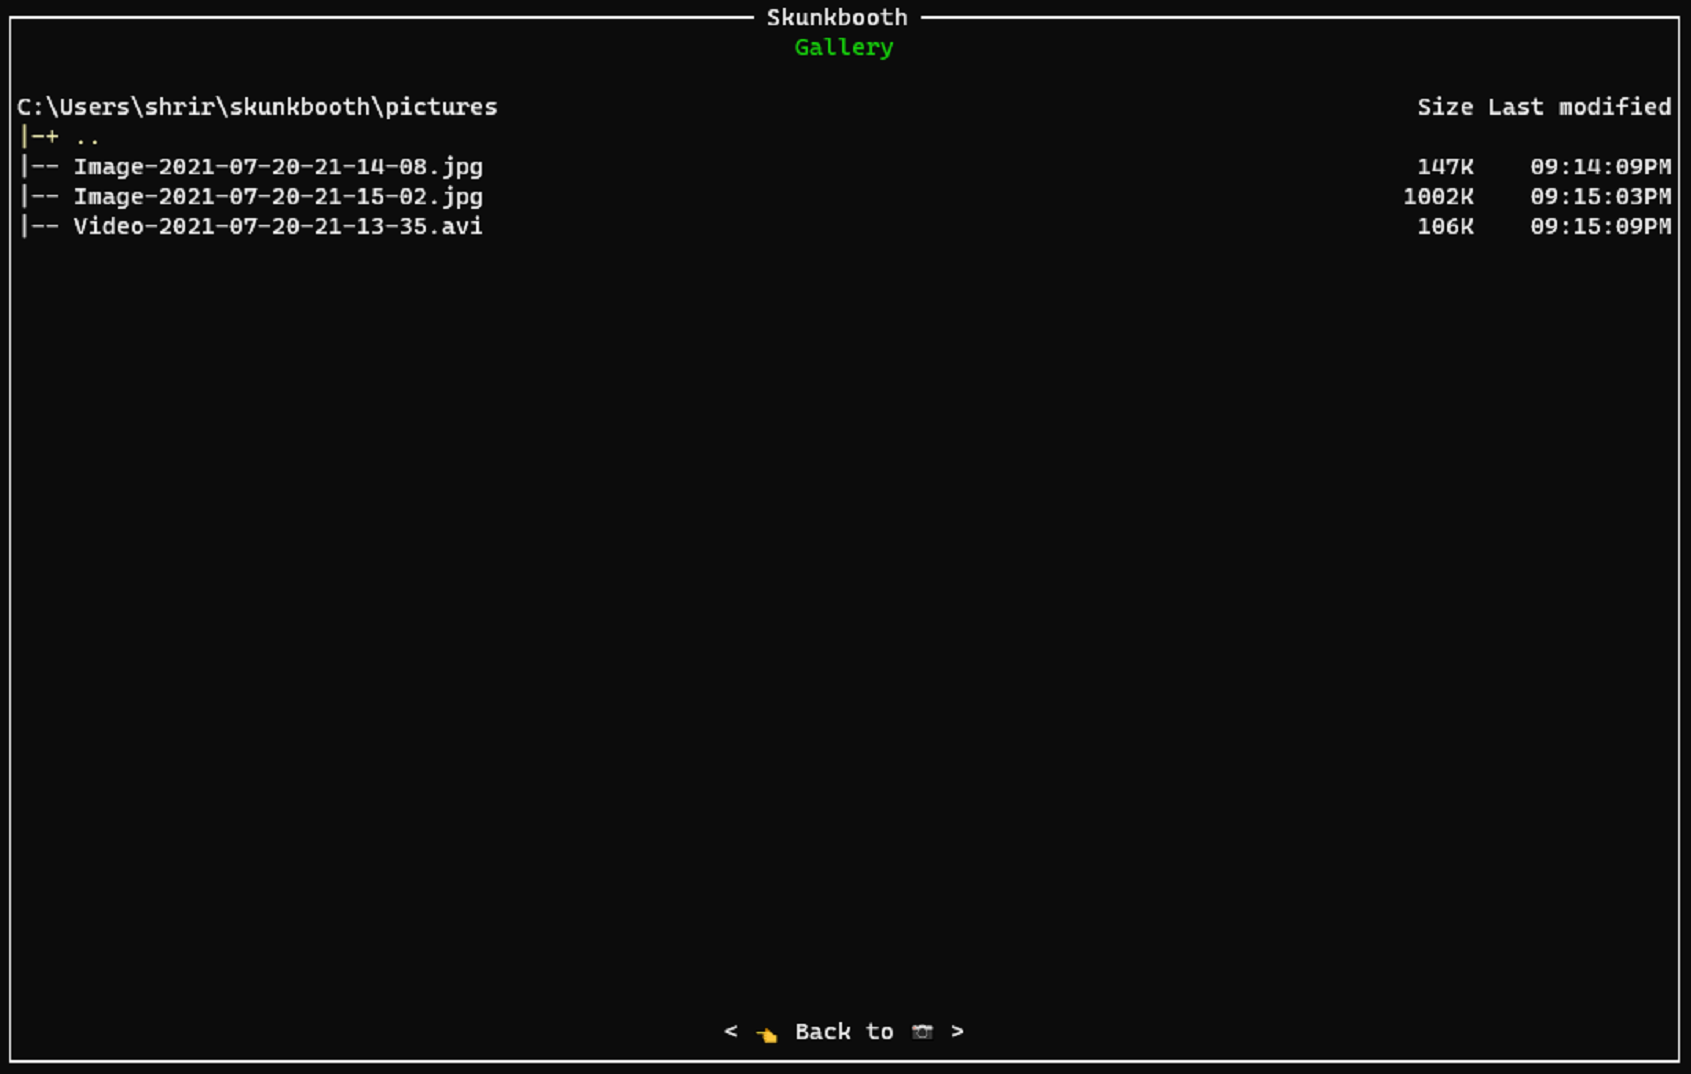 Skunkbooth
Gallery
C:\Users\shrir\skunkbooth\pictures Size Last modified
|-+ ..
|-- Image-2021-07-20-21-14-08.jpg 147K 09:14:09PM
|-- Image-2021-07-20-21-15-02.jpg 1002K 09:15:03PM
|-- Video-2021-07-20-21-13-35.avi 106K 09:15:09PM
< 👈 Back to 📷 >